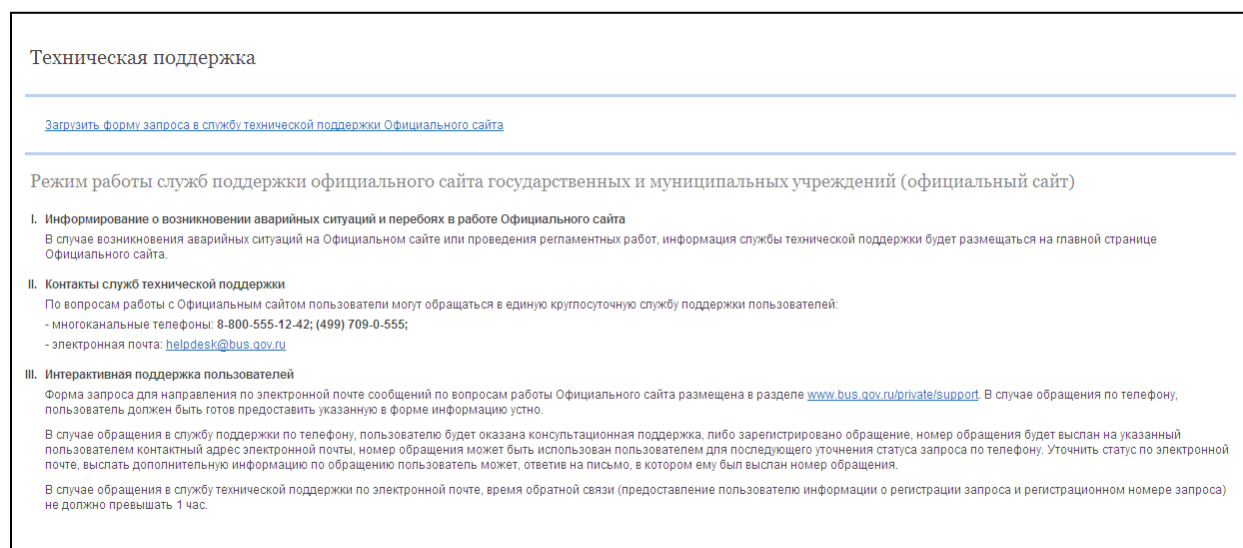 Техническая поддержка
Загрузить форму запроса в службу технической поддержки Официального сайта
Режим работы служб поддержки официального сайта государственных и муниципальных учреждений (официальный сайт)
I. Информирование о возникновении аварийных ситуаций и перебоях в работе Официального сайта
В случае возникновения аварийных ситуаций на Официальном сайте или проведения регламентных работ, информация службы технической поддержки будет размещаться на главной странице
Официального сайта.
II. Контакты служб технической поддержки
По вопросам работы с Официальным сайтом пользователи могут обращаться в единую круглосуточную службу поддержки пользователей:
- многоканальные телефоны: 8-800-555-12-42; (499) 709-0-555;
- электронная почта: helpdesk@bus.gov.ru
III. Интерактивная поддержка пользователей
Форма запроса для направления по электронной почте сообщений по вопросам работы Официального сайта размещена в разделе www.bus.gov.ru/private/support. В случае обращения по телефону,
пользователь должен быть готов предоставить указанную в форме информацию устно.
В случае обращения в службу поддержки по телефону, пользователю будет оказана консультационная поддержка, либо зарегистрировано обращение, номер обращения будет выслан на указанный
пользователем контактный адрес электронной почты, номер обращения может быть использован пользователем для последующего уточнения статуса запроса по телефону. Уточнить статус по электронной
почте, выслать дополнительную информацию по обращению пользователь может, ответив на письмо, в котором ему был выслан номер обращения.
В случае обращения в службу технической поддержки по электронной почте, время обратной связи (предоставление пользователю информации о регистрации запроса и регистрационном номере запроса)
не должно превышать 1 час.